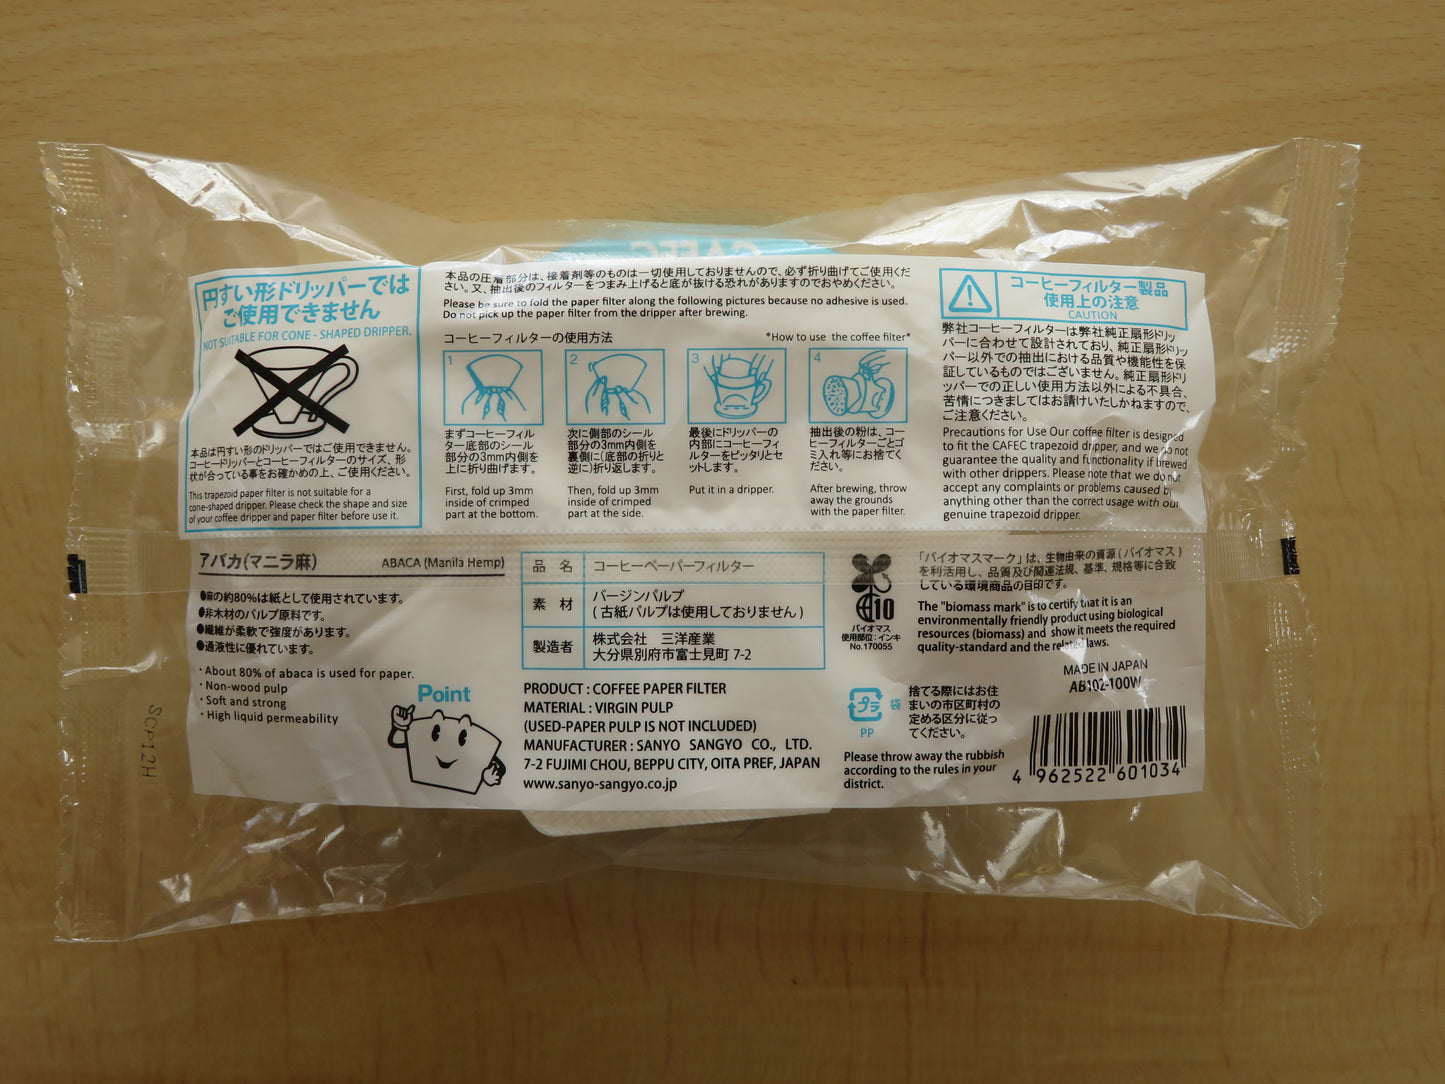 CAFEC
円すい形ドリッパーでは
ご使用できません
NOT SUITABLE FOR CONE - SHAPED DRIPPER.
本品は円すい形のドリッパーではご使用できません。
コーヒードリッパーとコーヒーフィルターのサイズ、形
状が合っている事をお確かめの上、ご使用ください。
This trapezoid paper filter is not suitable for a
cone-shaped dripper. Please check the shape and size
of your coffee dripper and paper filter before use it.
本品の圧着部分は、接着剤等のものは一切使用しておりませんので、必ず折り曲げてご使用くだ
さい。又、抽出後のフィルターをつまみ上げると底が抜ける恐れがありますのでおやめください。
Please be sure to fold the paper filter along the following pictures because no adhesive is used.
Do not pick up the paper filter from the dripper after brewing.
コーヒーフィルターの使用方法
*How to use the coffee filter*
1
まずコーヒーフィル
ター底部のシール
部分の3mm内側を
上に折り曲げます。
First, fold up 3mm
inside of crimped
part at the bottom.
2
次に側部のシール
部分の3mm内側を
裏側に(底部の折りと
逆に)折り返します。
Then, fold up 3mm
inside of crimped
part at the side.
3
最後にドリッパーの
内部にコーヒーフィ
ルターをピッタリとセ
ットします。
Put it in a dripper.
4
抽出後の粉は、コ
ーヒーフィルターごとゴ
ミ入れ等にお捨てく
ださい。
After brewing, throw
away the grounds
with the paper filter.
コーヒーフィルター製品
使用上の注意
CAUTION
弊社コーヒーフィルターは弊社純正扇形ドリッ
パーに合わせて設計されており、純正扇形ドリッ
パー以外での抽出における品質や機能性を保
証しているものではございません。純正扇形ドリ
ッパーでの正しい使用方法以外による不具合、
苦情につきましてはお請けいたしかねますので、
ご注意ください。
Precautions for Use Our coffee filter is designed
to fit the CAFEC trapezoid dripper, and we do not
guarantee the quality and functionality if brewed
with other drippers. Please note that we do not
accept any complaints or problems caused by
anything other than the correct usage with our
genuine trapezoid dripper.
アバカ(マニラ麻)
ABACA (Manila Hemp)
●麻の約80%は紙として使用されています。
●非木材のパルプ原料です。
●繊維が柔軟で強度があります。
●通液性に優れています。
・About 80% of abaca is used for paper.
・Non-wood pulp
・Soft and strong
・High liquid permeability
Point
品 名 コーヒーペーパーフィルター
素 材 バージンパルプ
(古紙パルプは使用しておりません)
製造者 株式会社 三洋産業
大分県別府市富士見町 7-2
PRODUCT : COFFEE PAPER FILTER
MATERIAL : VIRGIN PULP
(USED-PAPER PULP IS NOT INCLUDED)
MANUFACTURER : SANYO SANGYO CO., LTD.
7-2 FUJIMI CHOU, BEPPU CITY, OITA PREF, JAPAN
www.sanyo-sangyo.co.jp
10
バイオマス
使用部位：インキ
No.170055
「バイオマスマーク」は、生物由来の資源(バイオマス)
を利活用し、品質及び関連法規、基準、規格等に合致
している環境商品の目印です。
The "biomass mark" is to certify that it is an
environmentally friendly product using biological
resources (biomass) and show it meets the required
quality-standard and the related laws.
MADE IN JAPAN
AB102-100W
プラ
袋
PP
捨てる際にはお住
まいの市区町村の
定める区分に従っ
てください。
Please throw away the rubbish
according to the rules in your
district.
4 962522 601034
SCP12H